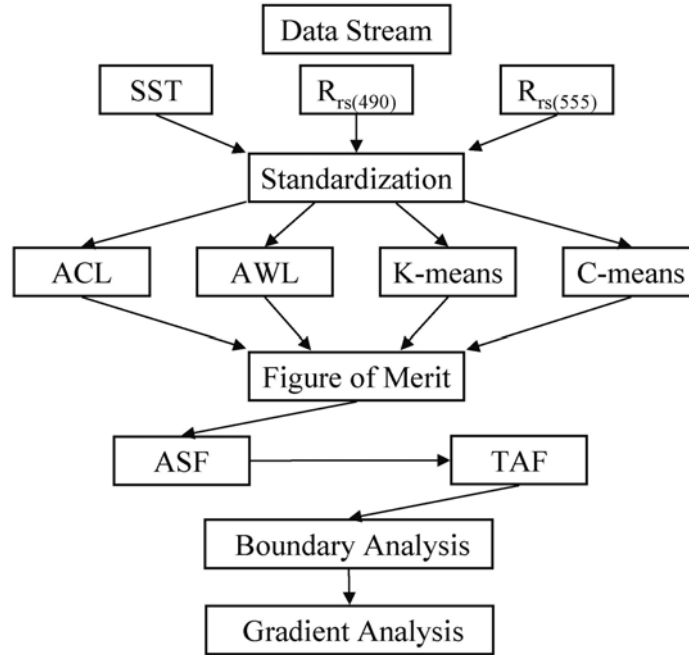 Data Stream
SST
Rrs(490)
Rrs(555)
Standardization
ACL
AWL
K-means
C-means
Figure of Merit
ASF
TAF
Boundary Analysis
Gradient Analysis